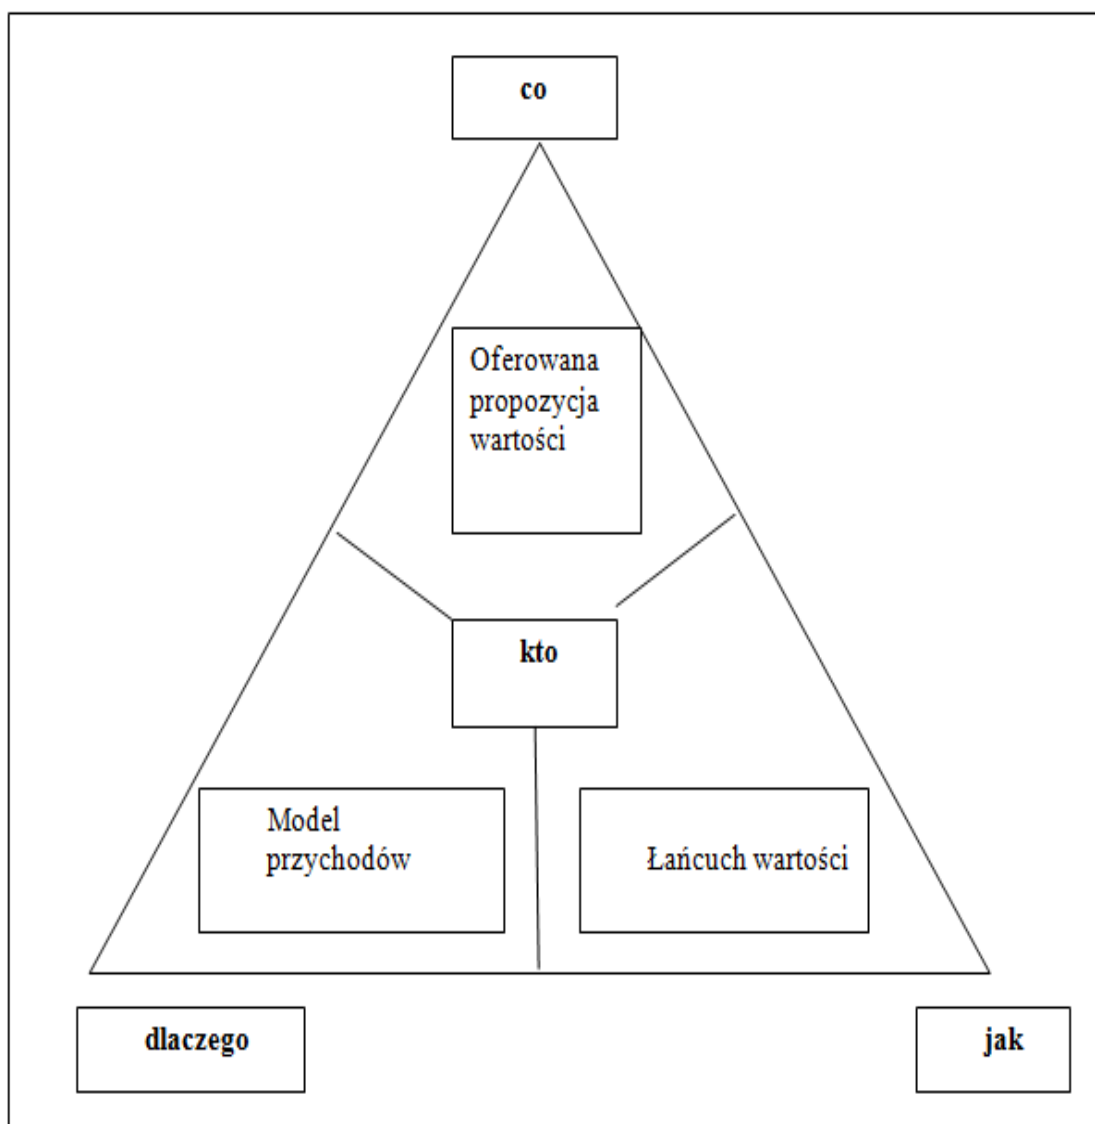 co
Oferowana
propozycja
wartości
kto
Model
przychodów
Łańcuch wartości
dlaczego
jak